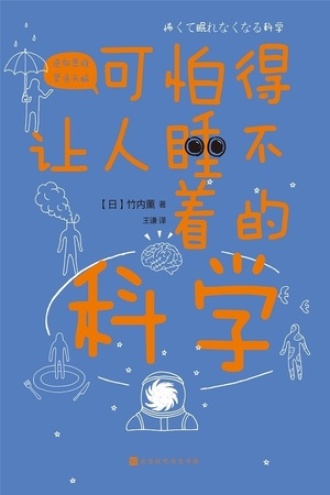 怖くて眠れなくなる科学
可怕得
让人睡不
着的
【日】竹内薫 著
王谦 译
科学